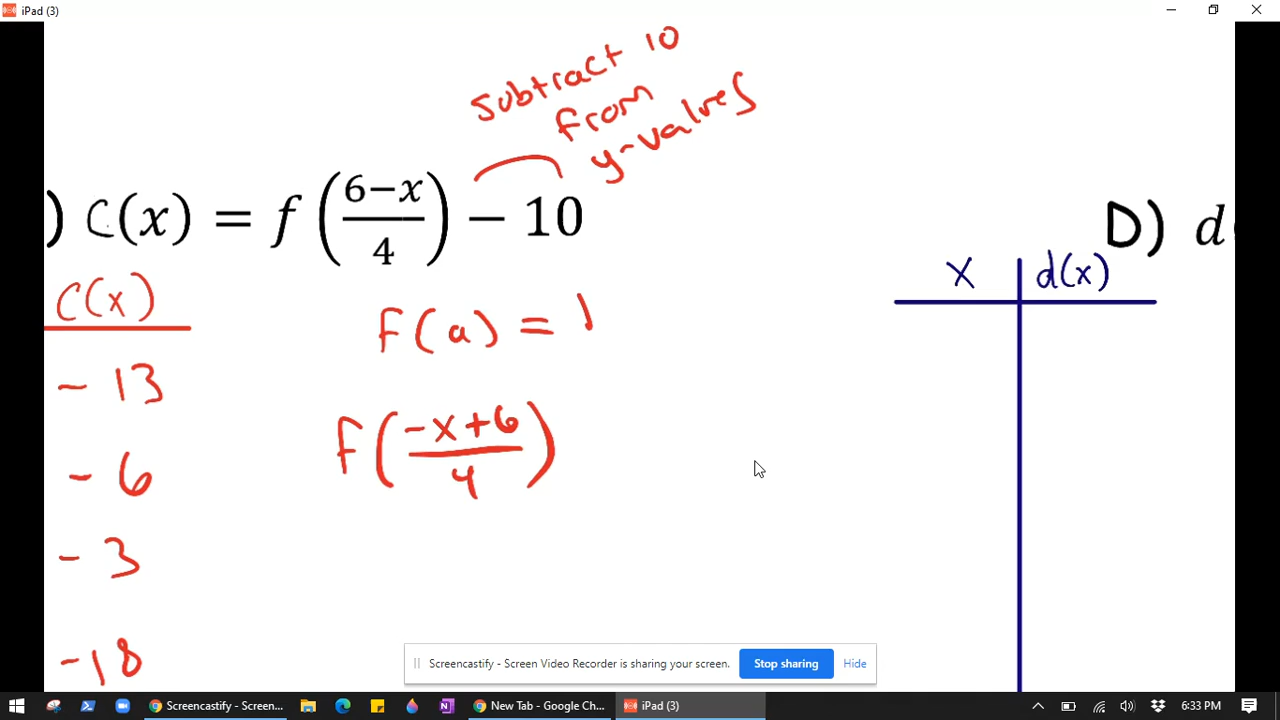 iPad (3)
subtract 10
from
y-values
) C(x) = f((6-x)/4) - 10
D) d
C(x)
x d(x)
f(a) =
- 13
f((-x+6)/4)
- 6
- 3
-18
Screencastify - Screen Video Recorder is sharing your screen. Stop sharing Hide
Screencastify - Screen... New Tab - Google Ch... iPad (3) 6:33 PM